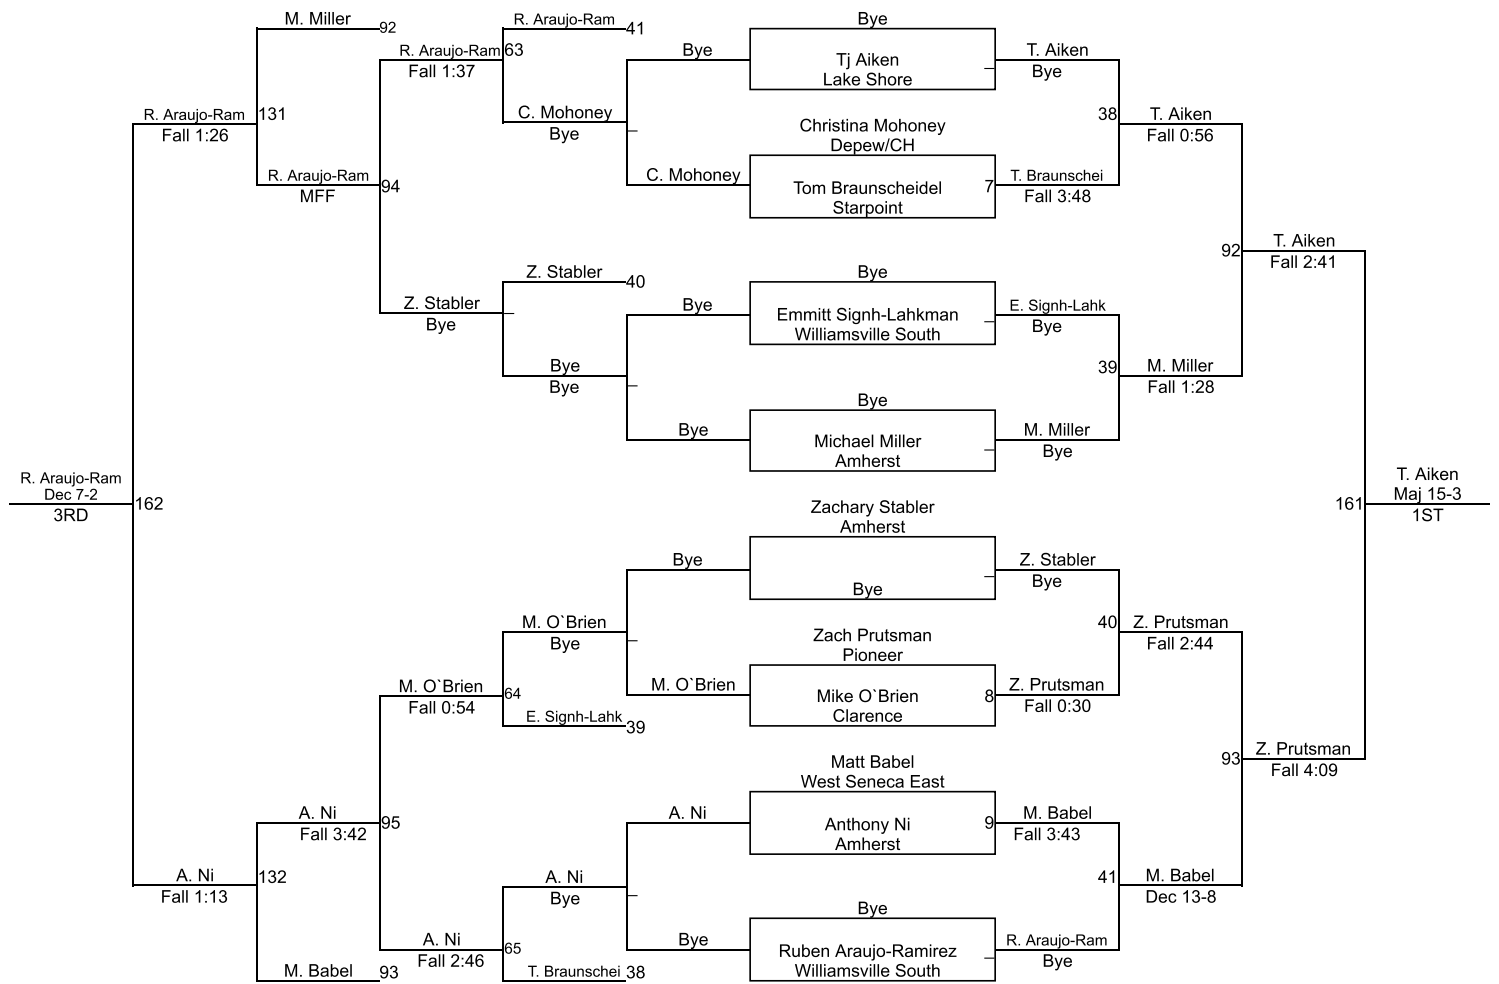 M. Miller
92
R. Araujo-Ram
131
Fall 1:26
R. Araujo-Ram
MFF
94
R. Araujo-Ram
63
Fall 1:37
R. Araujo-Ram
41
C. Mohoney
Bye
Z. Stabler
Bye
Z. Stabler
40
Bye
Bye
R. Araujo-Ram
Dec 7-2
162
3RD
M. O`Brien
64
Fall 0:54
M. O`Brien
Bye
E. Signh-Lahk
39
A. Ni
95
Fall 3:42
A. Ni
132
Fall 1:13
A. Ni
65
Fall 2:46
A. Ni
Bye
T. Braunschei
38
M. Babel
93
Bye
C. Mohoney
Bye
Bye
Bye
M. O`Brien
A. Ni
Bye
Bye
Tj Aiken
Lake Shore
Christina Mohoney
Depew/CH
Tom Braunscheidel
7
Starpoint
Bye
Emmitt Signh-Lahkman
Williamsville South
Bye
Michael Miller
Amherst
Zachary Stabler
Amherst
Bye
Zach Prutsman
Pioneer
Mike O`Brien
8
Clarence
Matt Babel
West Seneca East
Anthony Ni
9
Amherst
Bye
Ruben Araujo-Ramirez
Williamsville South
T. Aiken
Bye
38
T. Braunschei
Fall 3:48
E. Signh-Lahk
Bye
39
M. Miller
Bye
Z. Stabler
Bye
40
Z. Prutsman
Fall 0:30
M. Babel
Fall 3:43
41
R. Araujo-Ram
Bye
T. Aiken
Fall 0:56
92
M. Miller
Fall 1:28
Z. Prutsman
Fall 2:44
93
M. Babel
Dec 13-8
T. Aiken
Fall 2:41
161
Z. Prutsman
Fall 4:09
T. Aiken
Maj 15-3
1ST